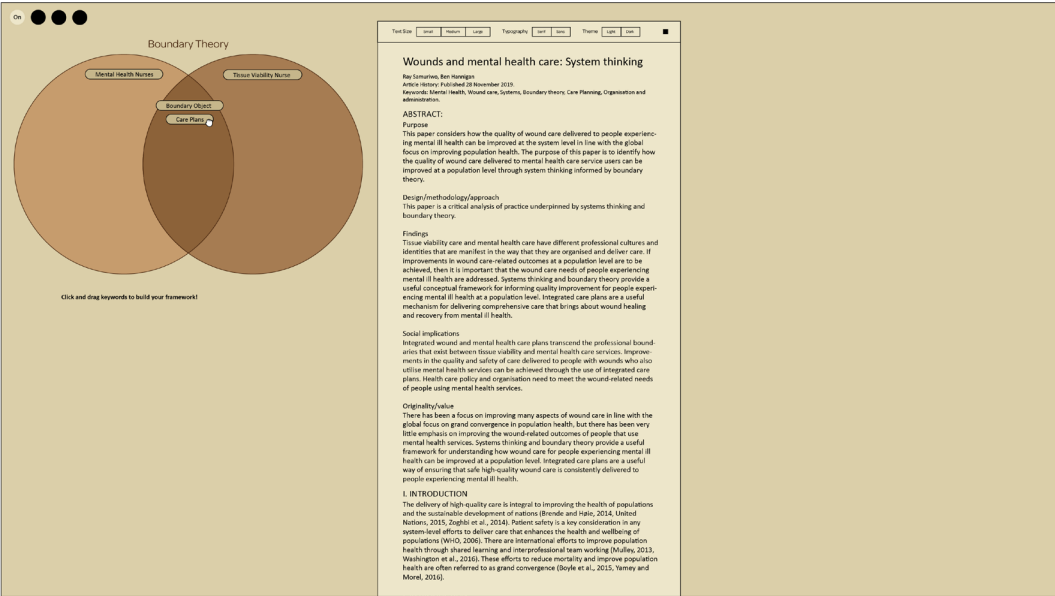 On
Boundary Theory
Mental Health Nurses
Tissue Viability Nurse
Boundary Object
Care Plans
Click and drag keywords to build your framework!
Text Size Small Medium Large Typography Serif Sans Theme Light Dark
Wounds and mental health care: System thinking
Ray Samuriwo, Ben Hannigan
Article History: Published 28 November 2019.
Keywords: Mental Health, Wound care, Systems, Boundary theory, Care Planning, Organisation and
administration.
ABSTRACT:
Purpose
This paper considers how the quality of wound care delivered to people experienc-
ing mental ill health can be improved at the system level in line with the global
focus on improving population health. The purpose of this paper is to identify how
the quality of wound care delivered to mental health care service users can be
improved at a population level through system thinking informed by boundary
theory.
Design/methodology/approach
This paper is a critical analysis of practice underpinned by systems thinking and
boundary theory.
Findings
Tissue viability care and mental health care have different professional cultures and
identities that are manifest in the way that they are organised and deliver care. If
improvements in wound care-related outcomes at a population level are to be
achieved, then it is important that the wound care needs of people experiencing
mental ill health are addressed. Systems thinking and boundary theory provide a
useful conceptual framework for informing quality improvement for people experi-
encing mental ill health at a population level. Integrated care plans are a useful
mechanism for delivering comprehensive care that brings about wound healing
and recovery from mental ill health.
Social implications
Integrated wound and mental health care plans transcend the professional bound-
aries that exist between tissue viability and mental health care services. Improve-
ments in the quality and safety of care delivered to people with wounds who also
utilise mental health services can be achieved through the use of integrated care
plans. Health care policy and organisation need to meet the wound-related needs
of people using mental health services.
Originality/value
There has been a focus on improving many aspects of wound care in line with the
global focus on grand convergence in population health, but there has been very
little emphasis on improving the wound-related outcomes of people that use
mental health services. Systems thinking and boundary theory provide a useful
framework for understanding how wound care for people experiencing mental ill
health can be improved at a population level. Integrated care plans are a useful
way of ensuring that safe high-quality wound care is consistently delivered to
people experiencing mental ill health.
I. INTRODUCTION
The delivery of high-quality care is integral to improving the health of populations
and the sustainable development of nations (Brende and Høie, 2014, United
Nations, 2015, Zoghbi et al., 2014). Patient safety is a key consideration in any
system-level efforts to deliver care that enhances the health and wellbeing of
populations (WHO, 2006). There are international efforts to improve population
health through shared learning and interprofessional team working (Mulley, 2013,
Washington et al., 2016). These efforts to reduce mortality and improve population
health are often referred to as grand convergence (Boyle et al., 2015, Yamey and
Morel, 2016).